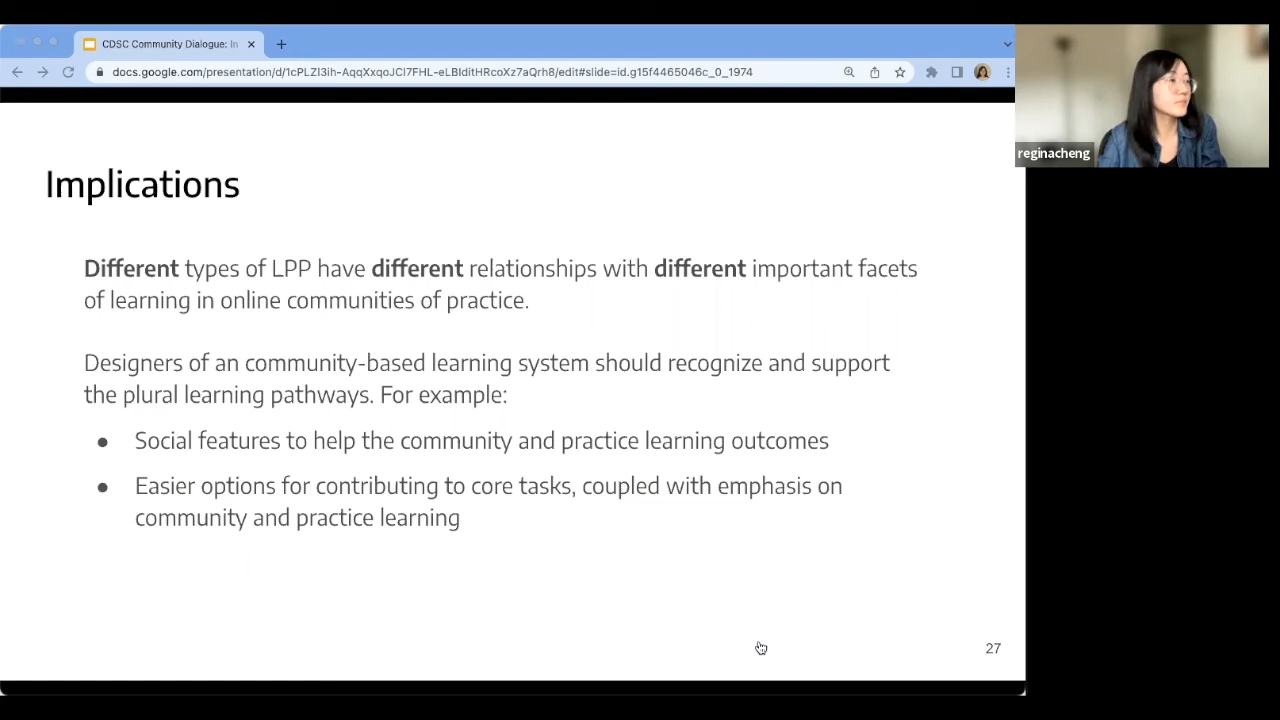 CDSC Community Dialogue: In
docs.google.com/presentation/d/1cPLZl3ih-AqqXxqoJCl7FHL-eLBIditHRcoXz7aQrh8/edit#slide=id.g15f4465046c_0_1974
reginacheng
Implications
Different types of LPP have different relationships with different important facets
of learning in online communities of practice.
Designers of an community-based learning system should recognize and support
the plural learning pathways. For example:
● Social features to help the community and practice learning outcomes
● Easier options for contributing to core tasks, coupled with emphasis on
community and practice learning
27